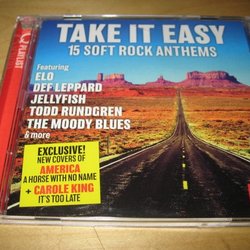 TAKE IT EASY
15 SOFT ROCK ANTHEMS
Featuring
ELO
DEF LEPPARD
JELLYFISH
TODD RUNDGREN
THE MOODY BLUES
& more
EXCLUSIVE!
NEW COVERS OF
AMERICA
A HORSE WITH NO NAME
+ CAROLE KING
IT'S TOO LATE
PLAYLIST